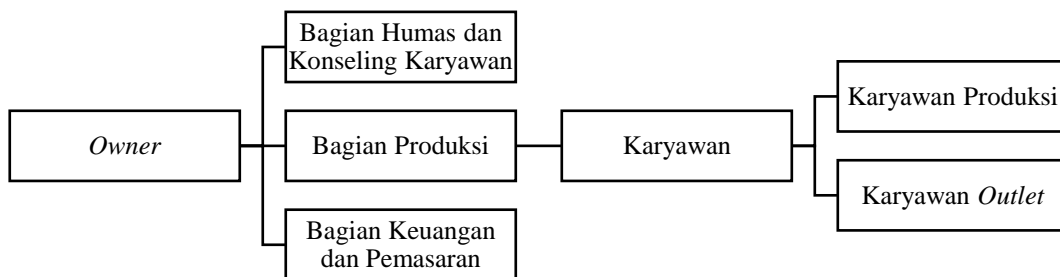 Bagian Humas dan
Konseling Karyawan
Owner
Bagian Produksi
Karyawan
Karyawan Produksi
Karyawan Outlet
Bagian Keuangan
dan Pemasaran